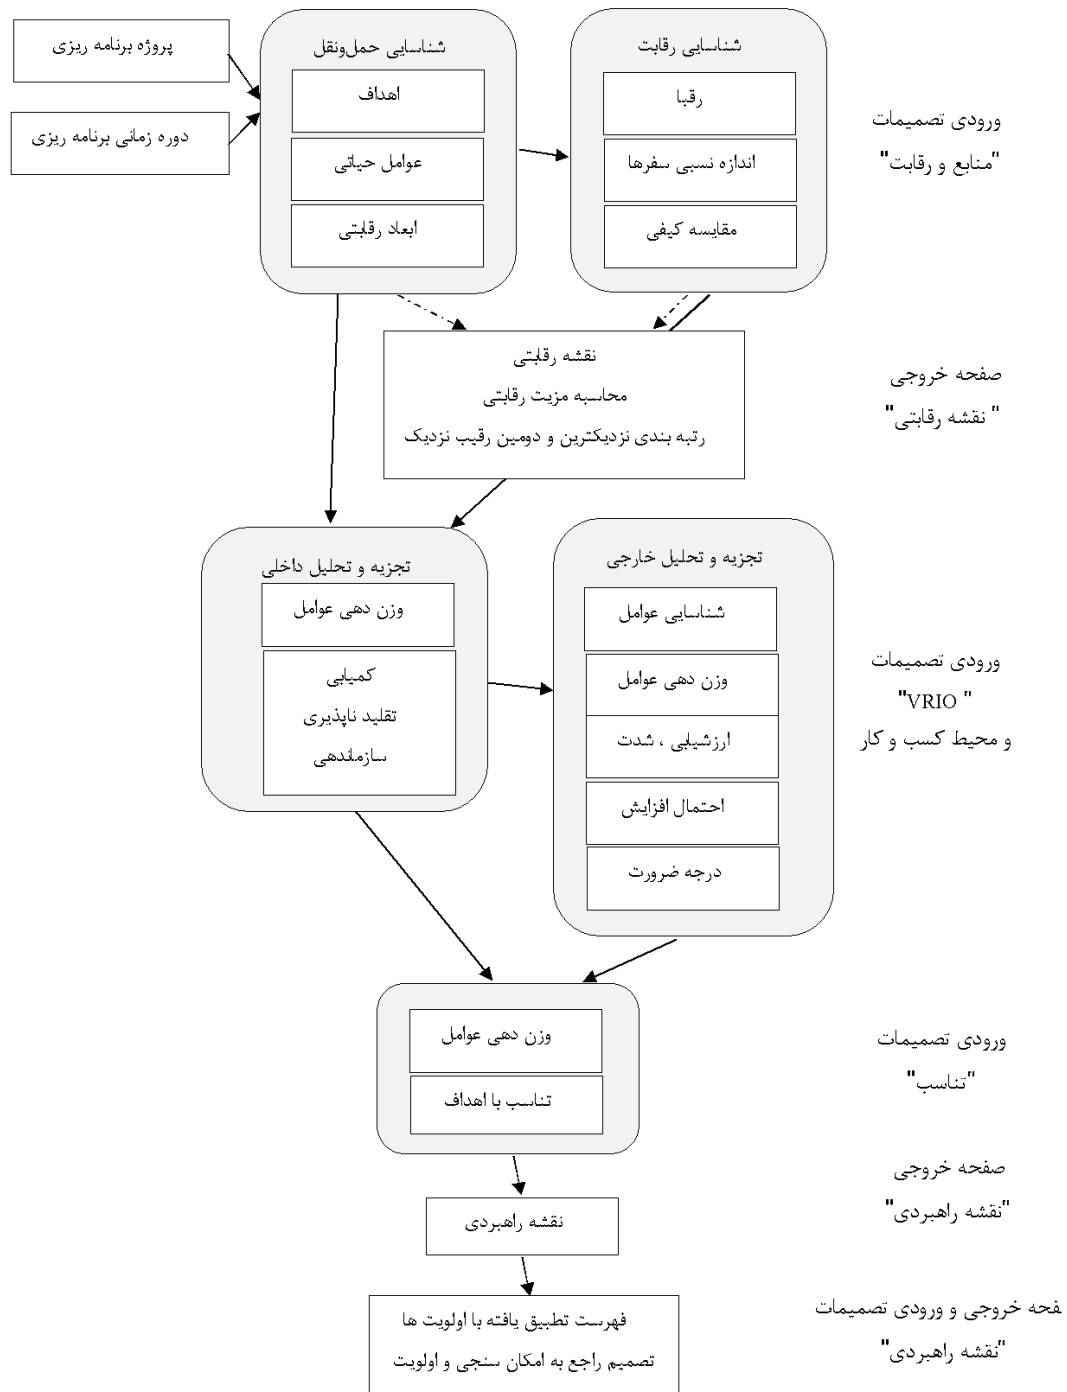 پروژه برنامه ریزی
دوره زمانی برنامه ریزی
شناسایی حمل‌ونقل
اهداف
عوامل حیاتی
ابعاد رقابتی
شناسایی رقابت
رقبا
اندازه نسبی سفرها
مقایسه کیفی
ورودی تصمیمات
"منابع و رقابت"
نقشه رقابتی
محاسبه مزیت رقابتی
رتبه بندی نزدیکترین و دومین رقیب نزدیک
صفحه خروجی
" نقشه رقابتی"
تجزیه و تحلیل داخلی
وزن دهی عوامل
کمیابی
تقلید ناپذیری
سازماندهی
تجزیه و تحلیل خارجی
شناسایی عوامل
وزن دهی عوامل
ارزشیابی ، شدت
احتمال افزایش
درجه ضرورت
ورودی تصمیمات
"VRIO "
و محیط کسب و کار
وزن دهی عوامل
تناسب با اهداف
ورودی تصمیمات
"تناسب"
صفحه خروجی
"نقشه راهبردی"
نقشه راهبردی
فهرست تطبیق یافته با اولویت ها
تصمیم راجع به امکان سنجی و اولویت
فحه خروجی و ورودی تصمیمات
"نقشه راهبردی"